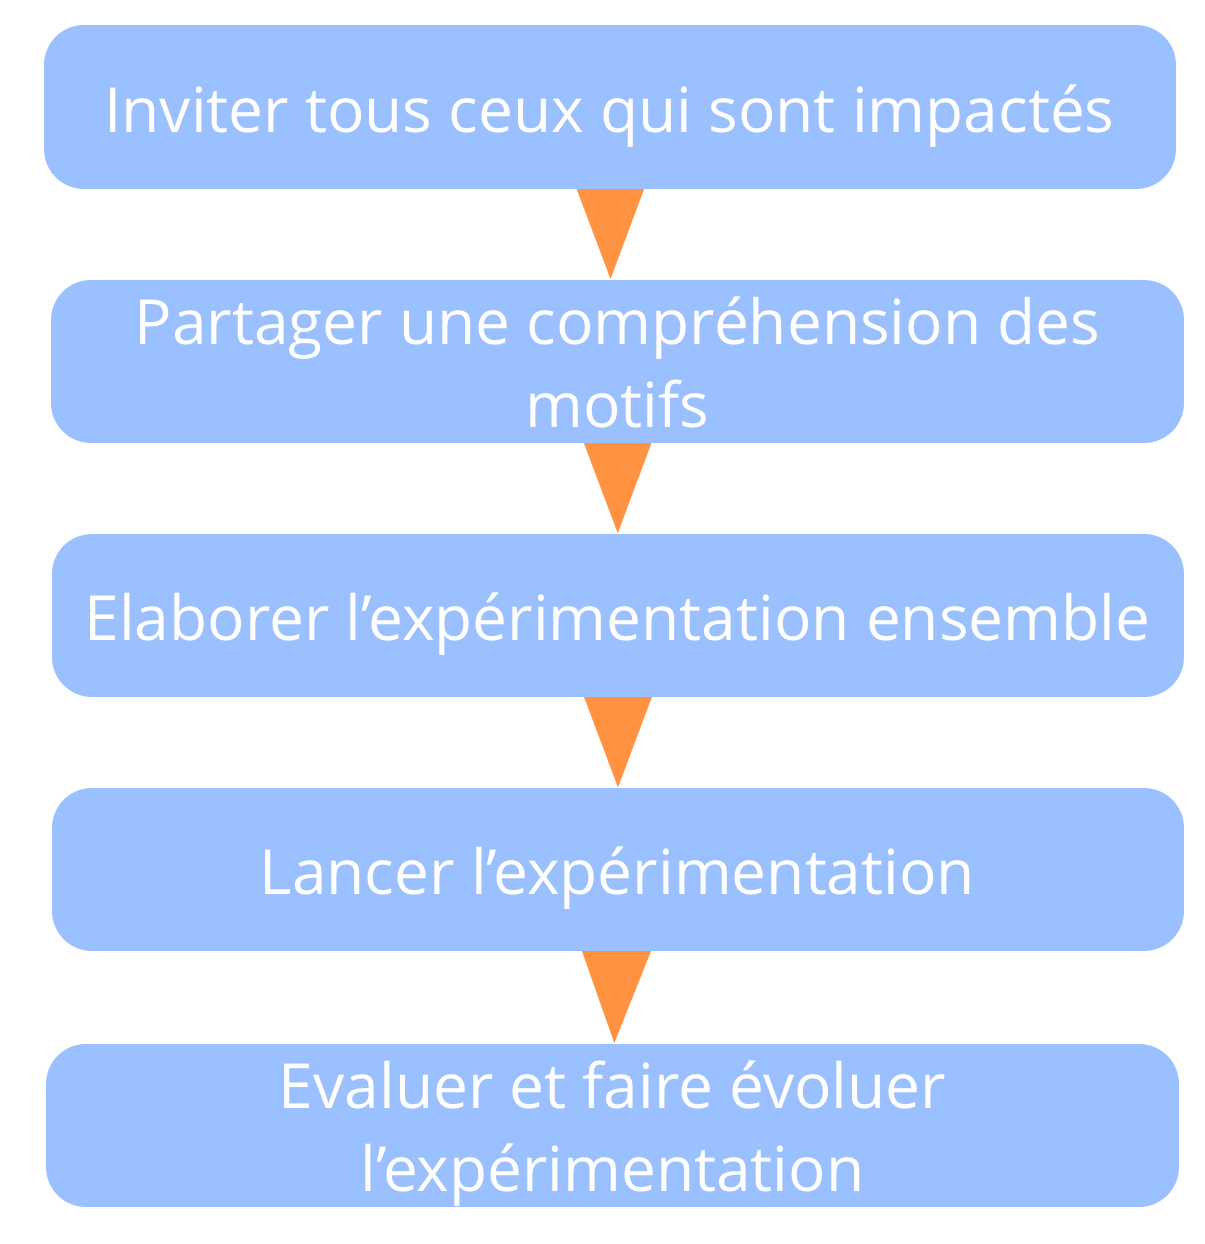 Inviter tous ceux qui sont impactés
Partager une compréhension des
motifs
Elaborer l’expérimentation ensemble
Lancer l’expérimentation
Evaluer et faire évoluer
l’expérimentation